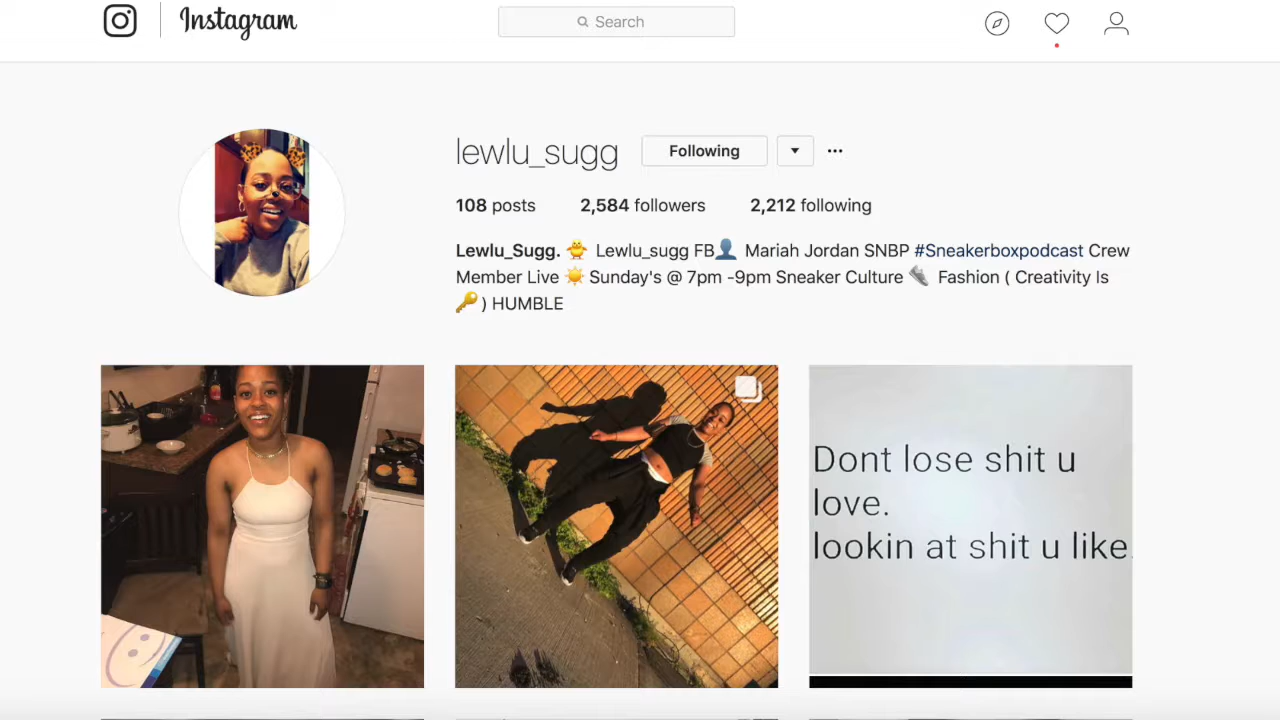 Instagram
Search
lewlu_sugg
Following
108 posts
2,584 followers
2,212 following
Lewlu_Sugg. 🐥 Lewlu_sugg FB👤 Mariah Jordan SNBP #Sneakerboxpodcast Crew
Member Live ☀️ Sunday's @ 7pm -9pm Sneaker Culture 👟 Fashion ( Creativity Is
🔑 ) HUMBLE
Dont lose shit u
love.
lookin at shit u like.